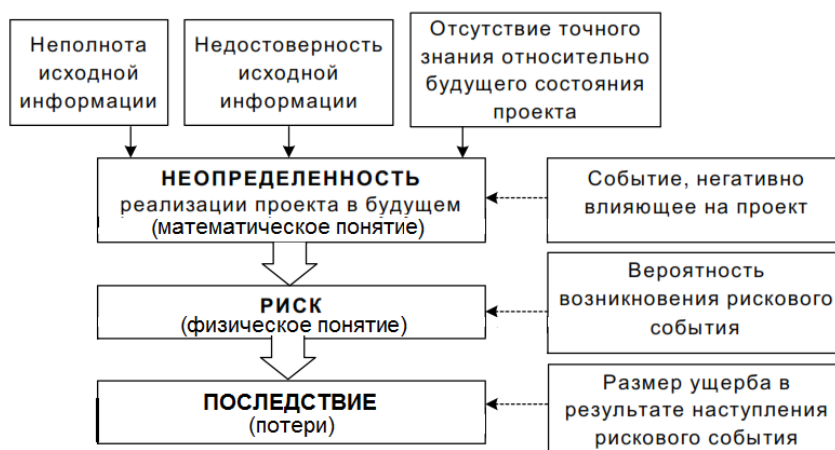 Неполнота
исходной
информации
Недостоверность
исходной
информации
Отсутствие точного
знания относительно
будущего состояния
проекта
НЕОПРЕДЕЛЕННОСТЬ
реализации проекта в будущем
(математическое понятие)
Событие, негативно
влияющее на проект
РИСК
(физическое понятие)
Вероятность
возникновения рискового
события
ПОСЛЕДСТВИЕ
(потери)
Размер ущерба в
результате наступления
рискового события